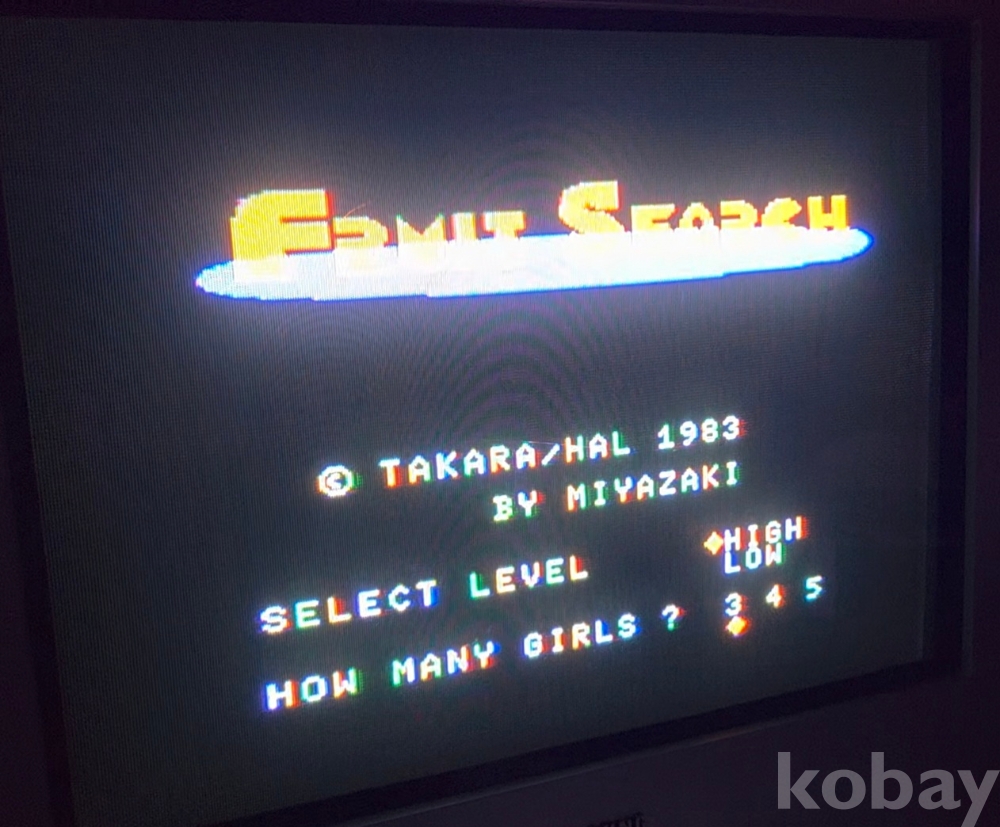 FRUIT SEARCH
© TAKARA/HAL 1983
BY MIYAZAKI
SELECT LEVEL ◆HIGH
LOW
HOW MANY GIRLS ? 3 4 5
◆
kobay